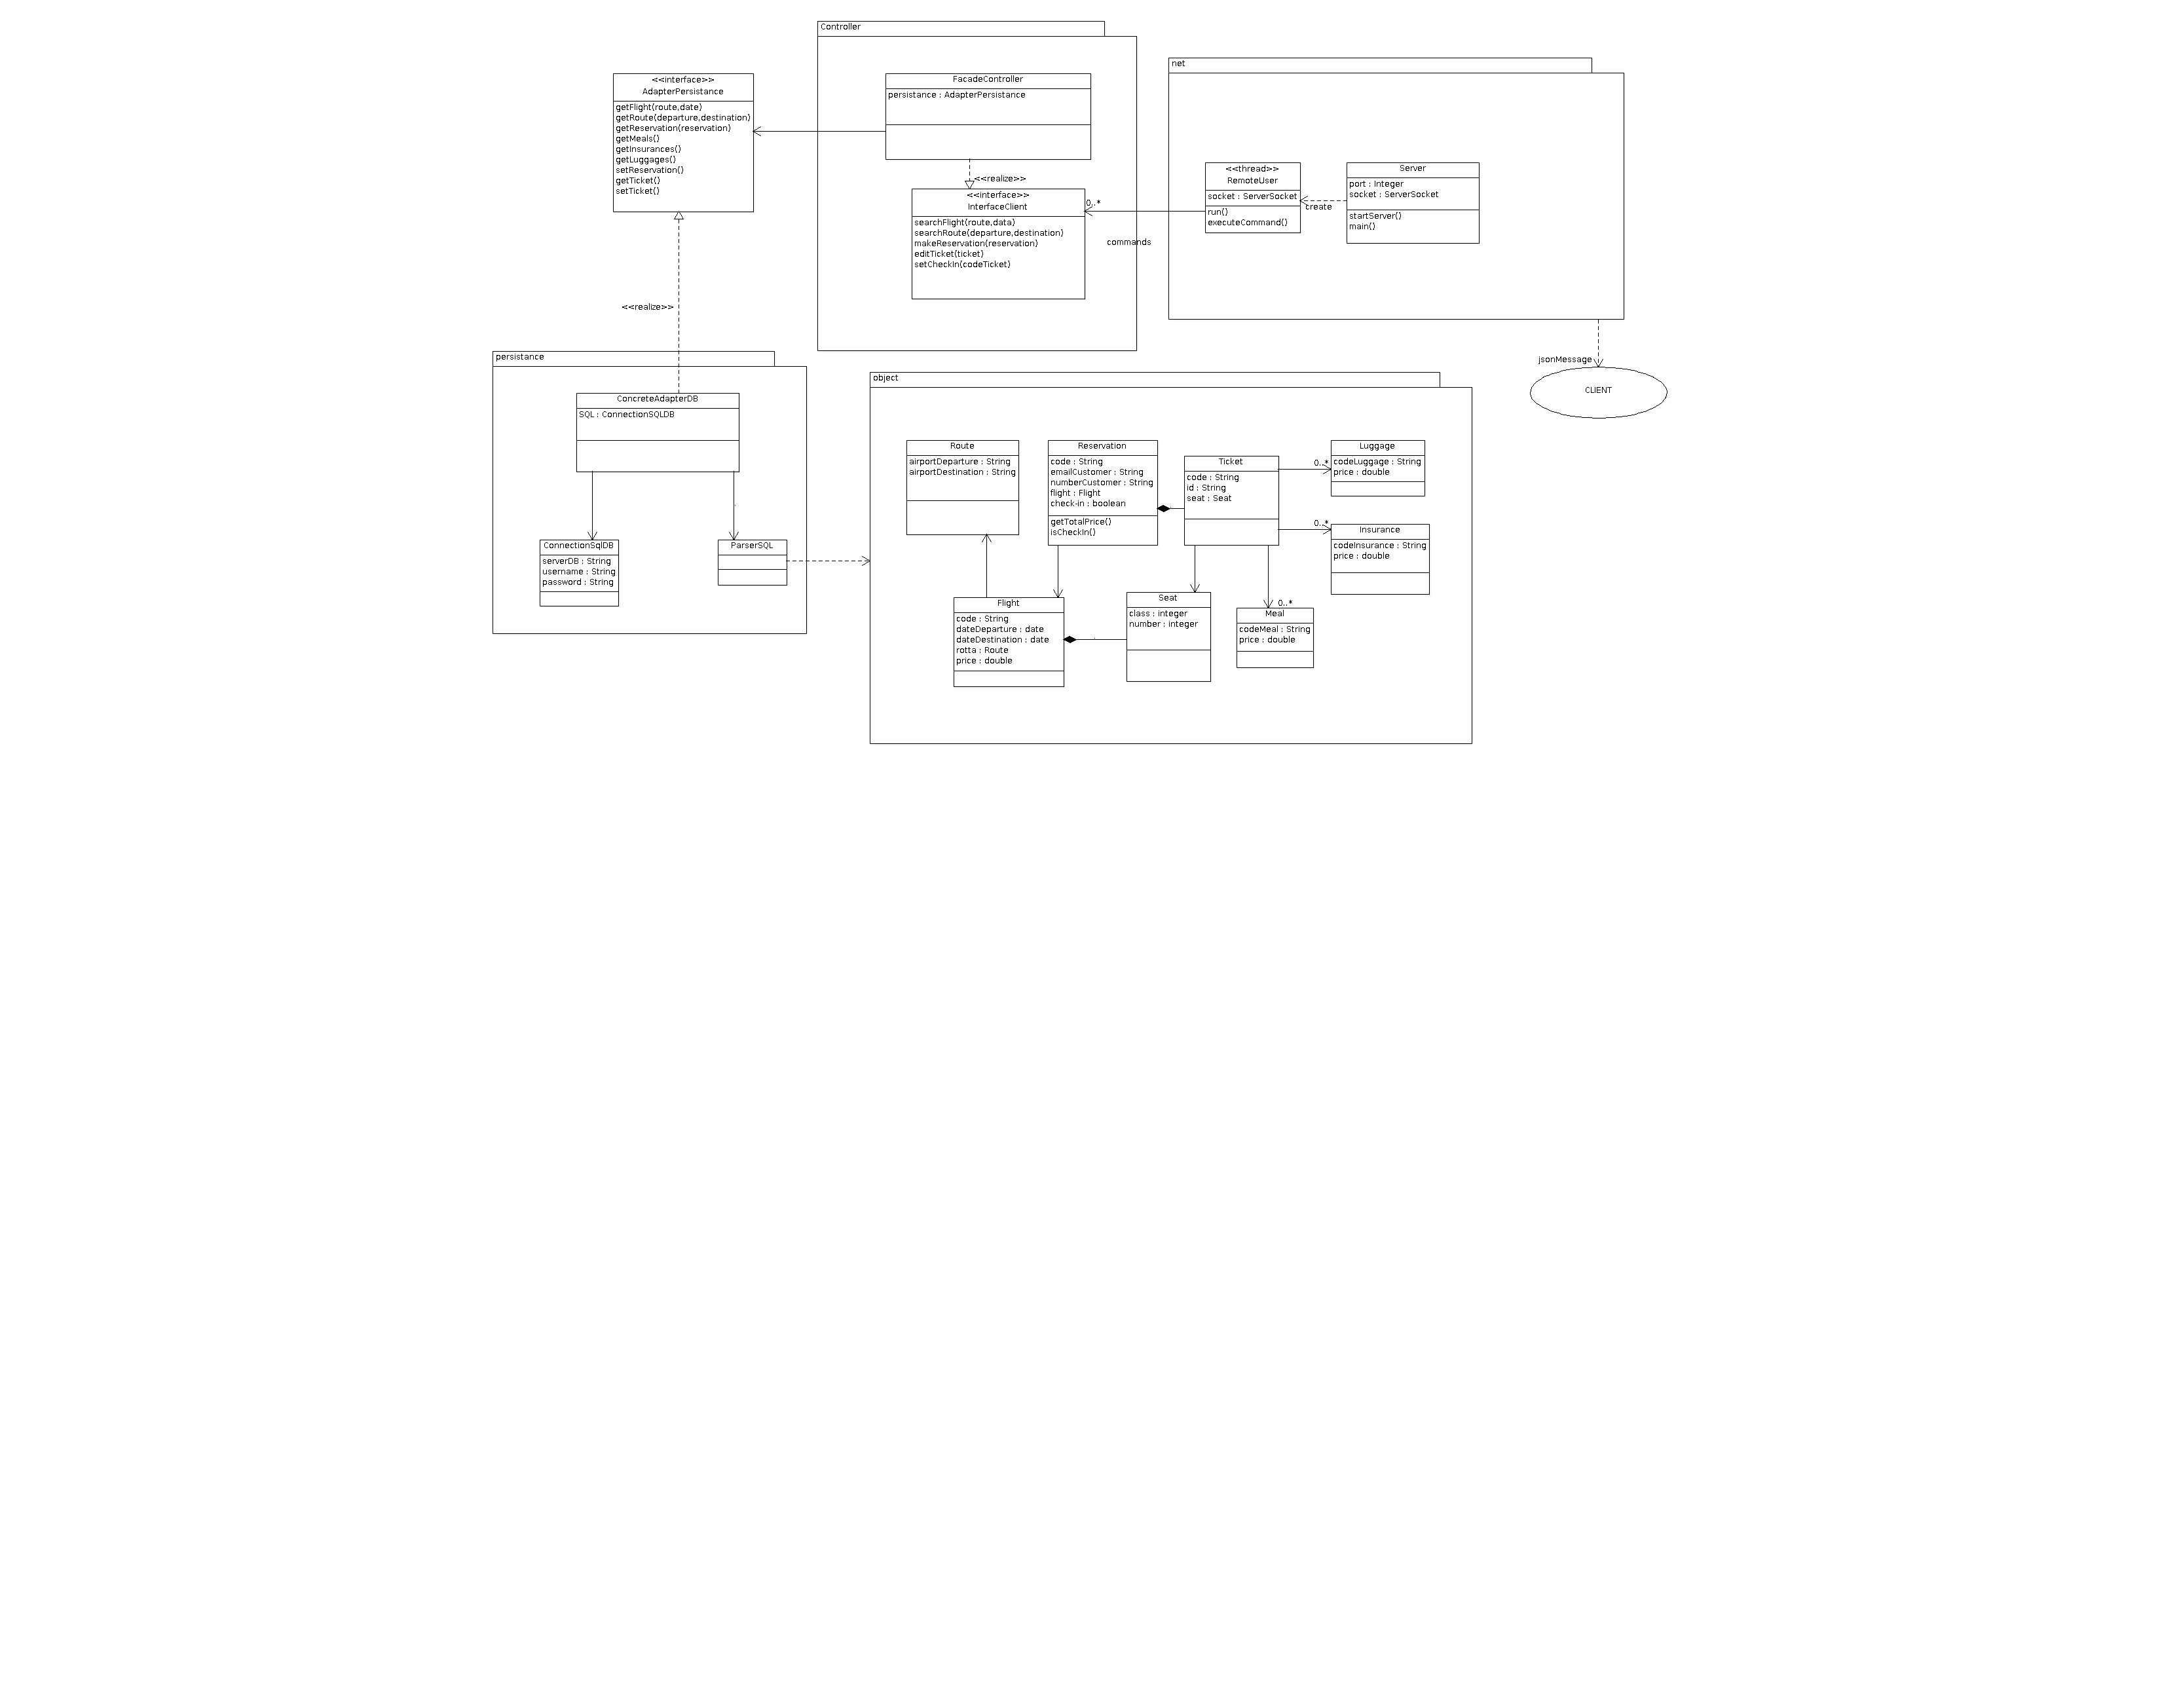 Controller
FacadeController
persistance : AdapterPersistance
<<realize>>
<<interface>>
InterfaceClient
searchFlight(route,data)
searchRoute(departure,destination)
makeReservation(reservation)
editTicket(ticket)
setCheckIn(codeTicket)
<<interface>>
AdapterPersistance
getFlight(route,date)
getRoute(departure,destination)
getReservation(reservation)
getMeals()
getInsurances()
getLuggages()
setReservation()
getTicket()
setTicket()
<<realize>>
net
<<thread>>
RemoteUser
socket : ServerSocket
run()
executeCommand()
0..*
commands
create
Server
port : Integer
socket : ServerSocket
startServer()
main()
jsonMessage
CLIENT
persistance
ConcreteAdapterDB
SQL : ConnectionSQLDB
ConnectionSqlDB
serverDB : String
username : String
password : String
ParserSQL
object
Route
airportDeparture : String
airportDestination : String
Reservation
code : String
emailCustomer : String
numberCustomer : String
flight : Flight
check-in : boolean
getTotalPrice()
isCheckIn()
Ticket
code : String
id : String
seat : Seat
0..*
Luggage
codeLuggage : String
price : double
0..*
Insurance
codeInsurance : String
price : double
Flight
code : String
dateDeparture : date
dateDestination : date
rotta : Route
price : double
Seat
class : integer
number : integer
0..*
Meal
codeMeal : String
price : double